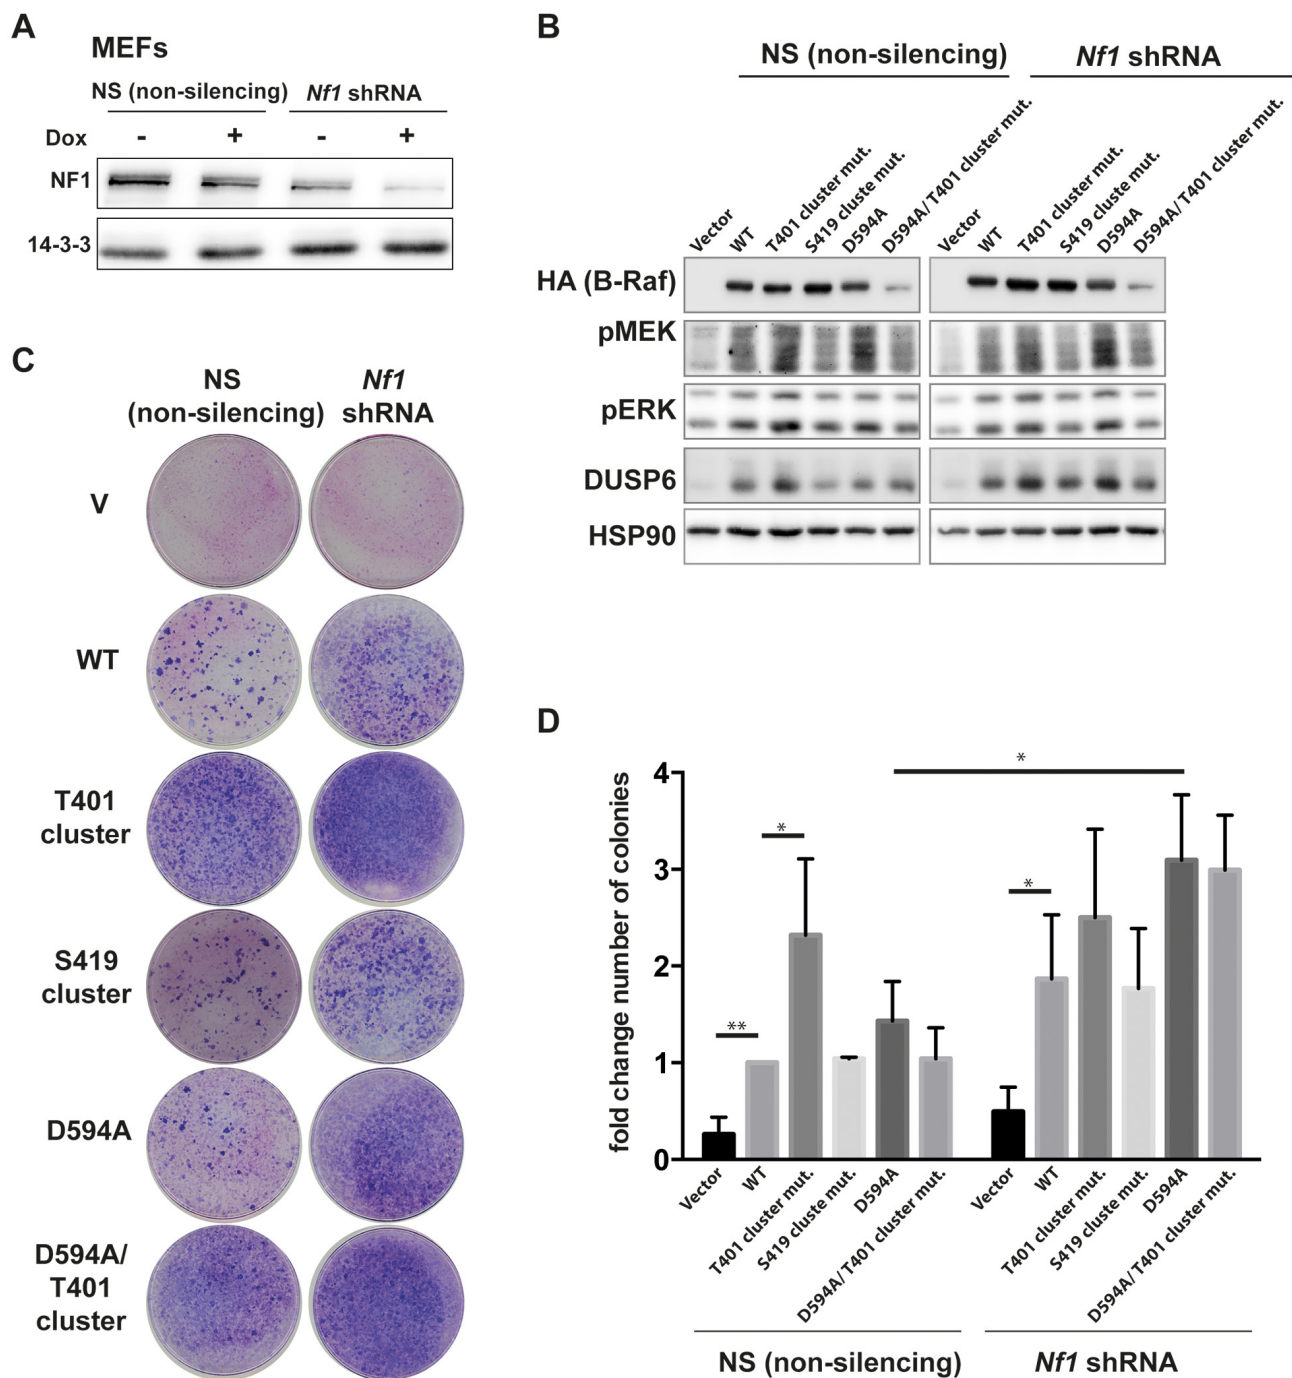 A
MEFs
NS (non-silencing) Nf1 shRNA
Dox - + - +
NF1
14-3-3
B
NS (non-silencing) Nf1 shRNA
Vector
WT
T401 cluster mut.
S419 cluste mut.
D594A
D594A/T401 cluster mut.
Vector
WT
T401 cluster mut.
S419 cluste mut.
D594A
D594A/T401 cluster mut.
HA (B-Raf)
pMEK
pERK
DUSP6
HSP90
C
NS
(non-silencing)
Nf1
shRNA
V
WT
T401
cluster
S419
cluster
D594A
D594A/
T401
cluster
D
fold change number of colonies
4
3
2
1
0
**
*
*
*
Vector
WT
T401 cluster mut.
S419 cluste mut.
D594A
D594A/T401 cluster mut.
Vector
WT
T401 cluster mut.
S419 cluste mut.
D594A
D594A/T401 cluster mut.
NS (non-silencing) Nf1 shRNA